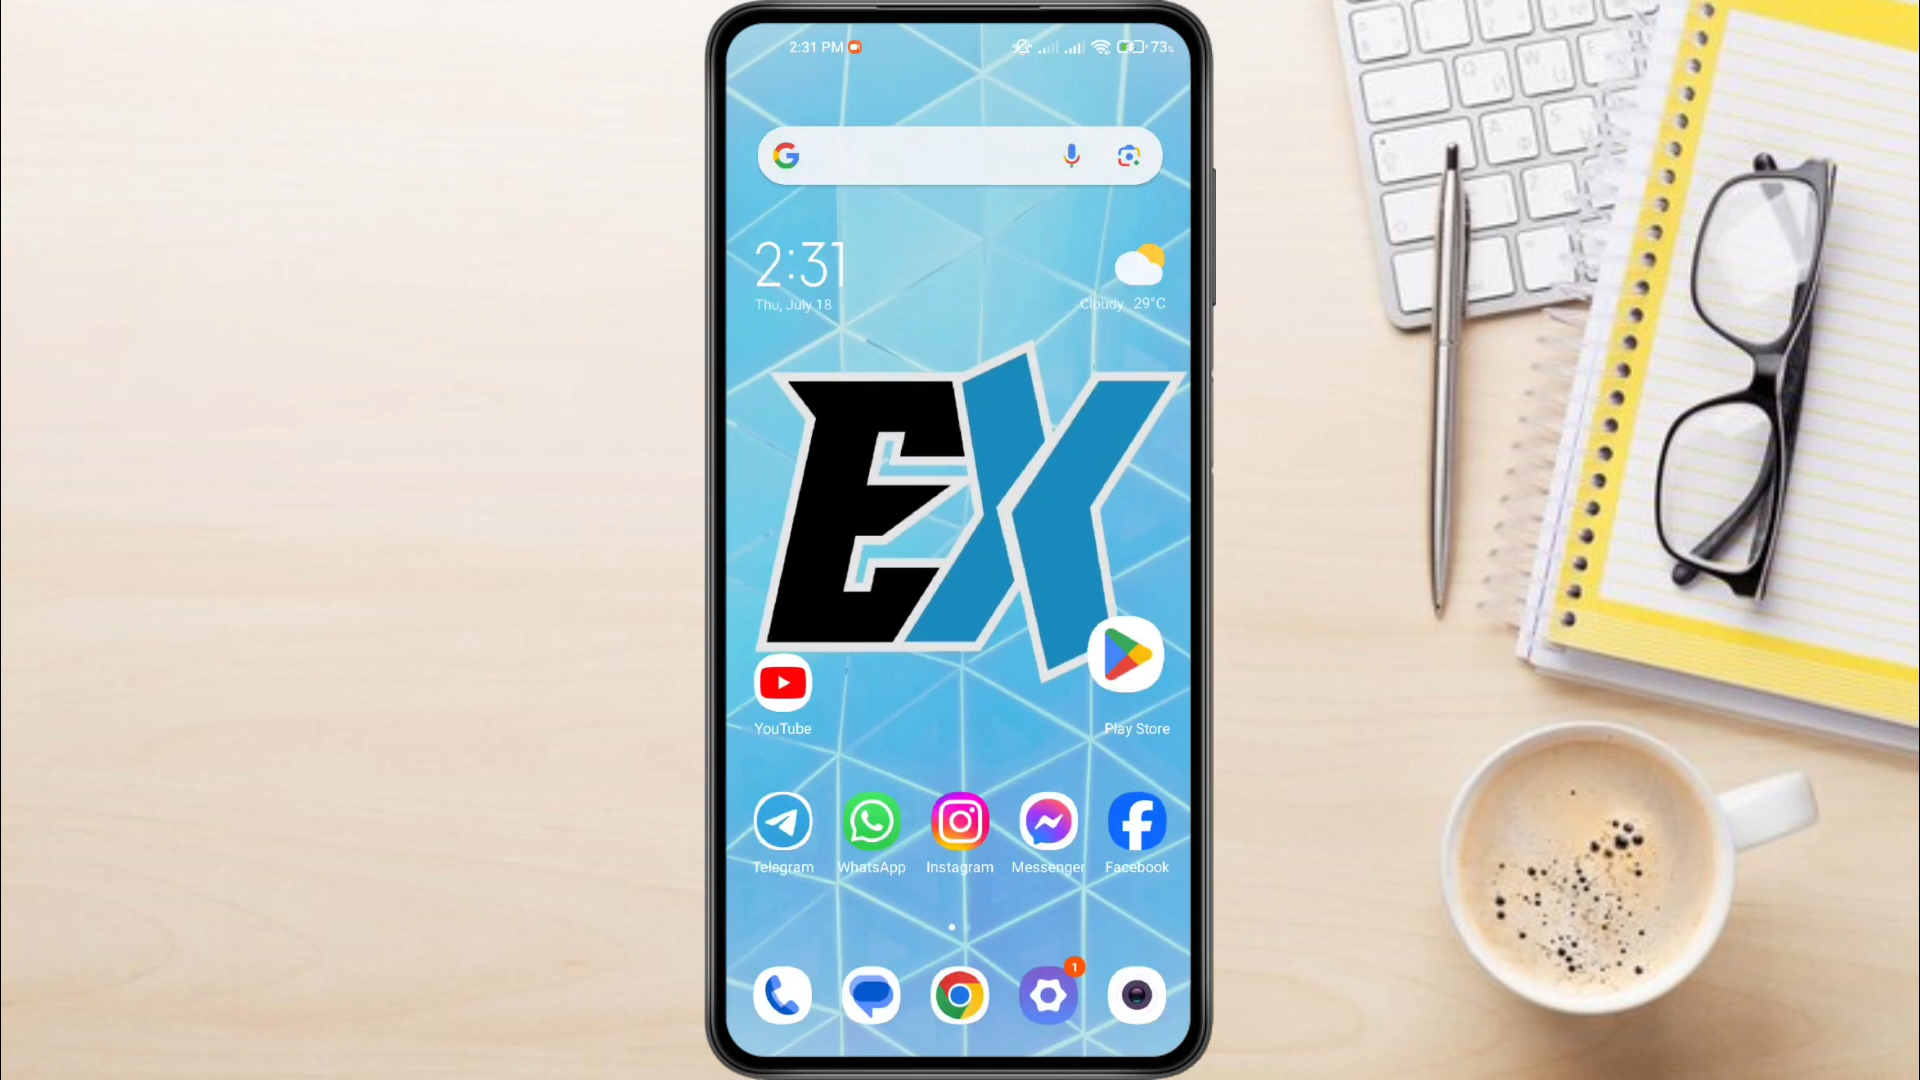 2:31 PM 73%
2:31
Thu, July 18
Cloudy 29°C
EX
YouTube
Play Store
Telegram
WhatsApp
Instagram
Messenger
Facebook
1